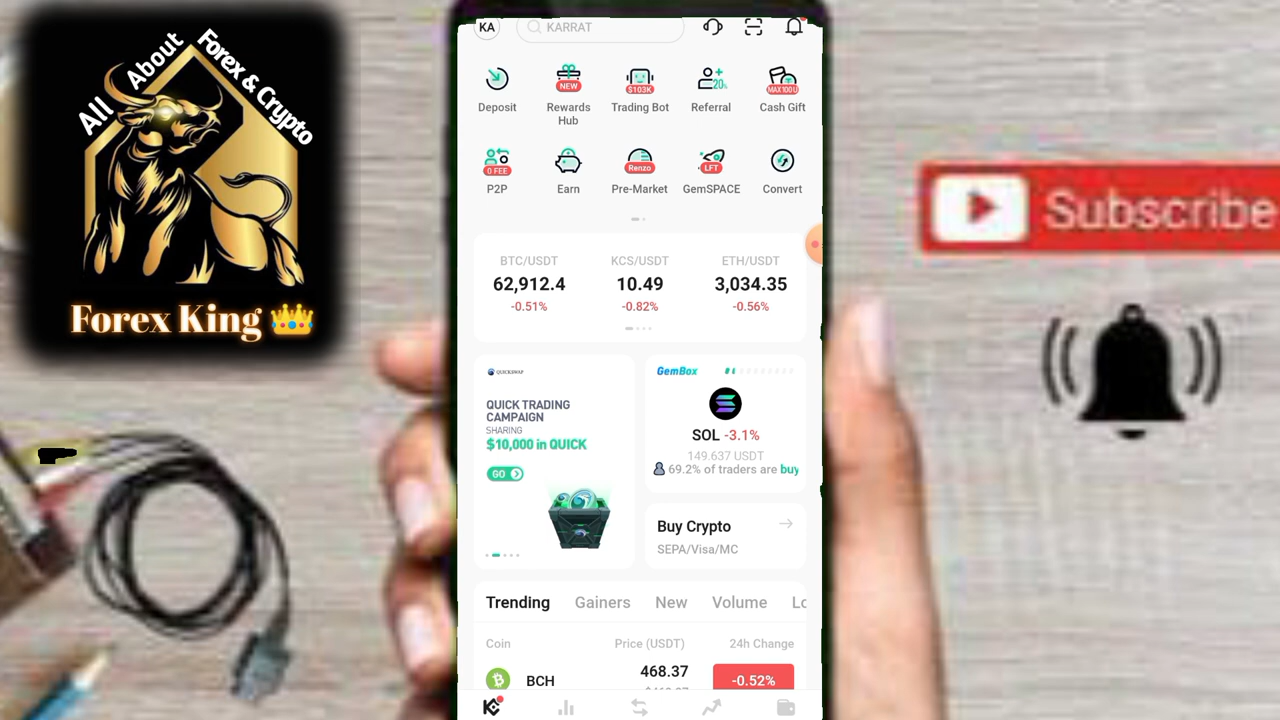 All About Forex & Crypto
Forex King
KA
KARRAT
Deposit
NEW
Rewards
Hub
$103K
Trading Bot
20%
Referral
MAX 100 U
Cash Gift
0 FEE
P2P
Earn
Renzo
Pre-Market
LFT
GemSPACE
Convert
BTC/USDT
62,912.4
-0.51%
KCS/USDT
10.49
-0.82%
ETH/USDT
3,034.35
-0.56%
QUICKSWAP
QUICK TRADING
CAMPAIGN
SHARING
$10,000 in QUICK
GO
GemBox
SOL -3.1%
149.637 USDT
69.2% of traders are buy
Buy Crypto
SEPA/Visa/MC
Trending Gainers New Volume Lo
Coin Price (USDT) 24h Change
BCH 468.37 -0.52%
Subscribe